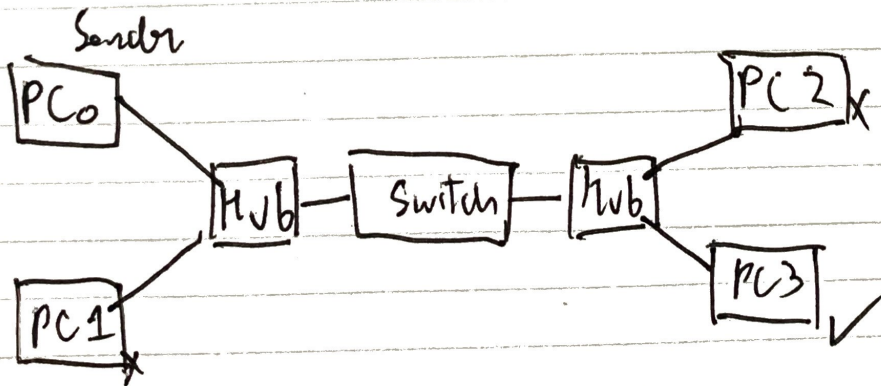 Sender
PC0
PC2 x
Hub
Switch
Hub
PC1 x
PC3 ✓